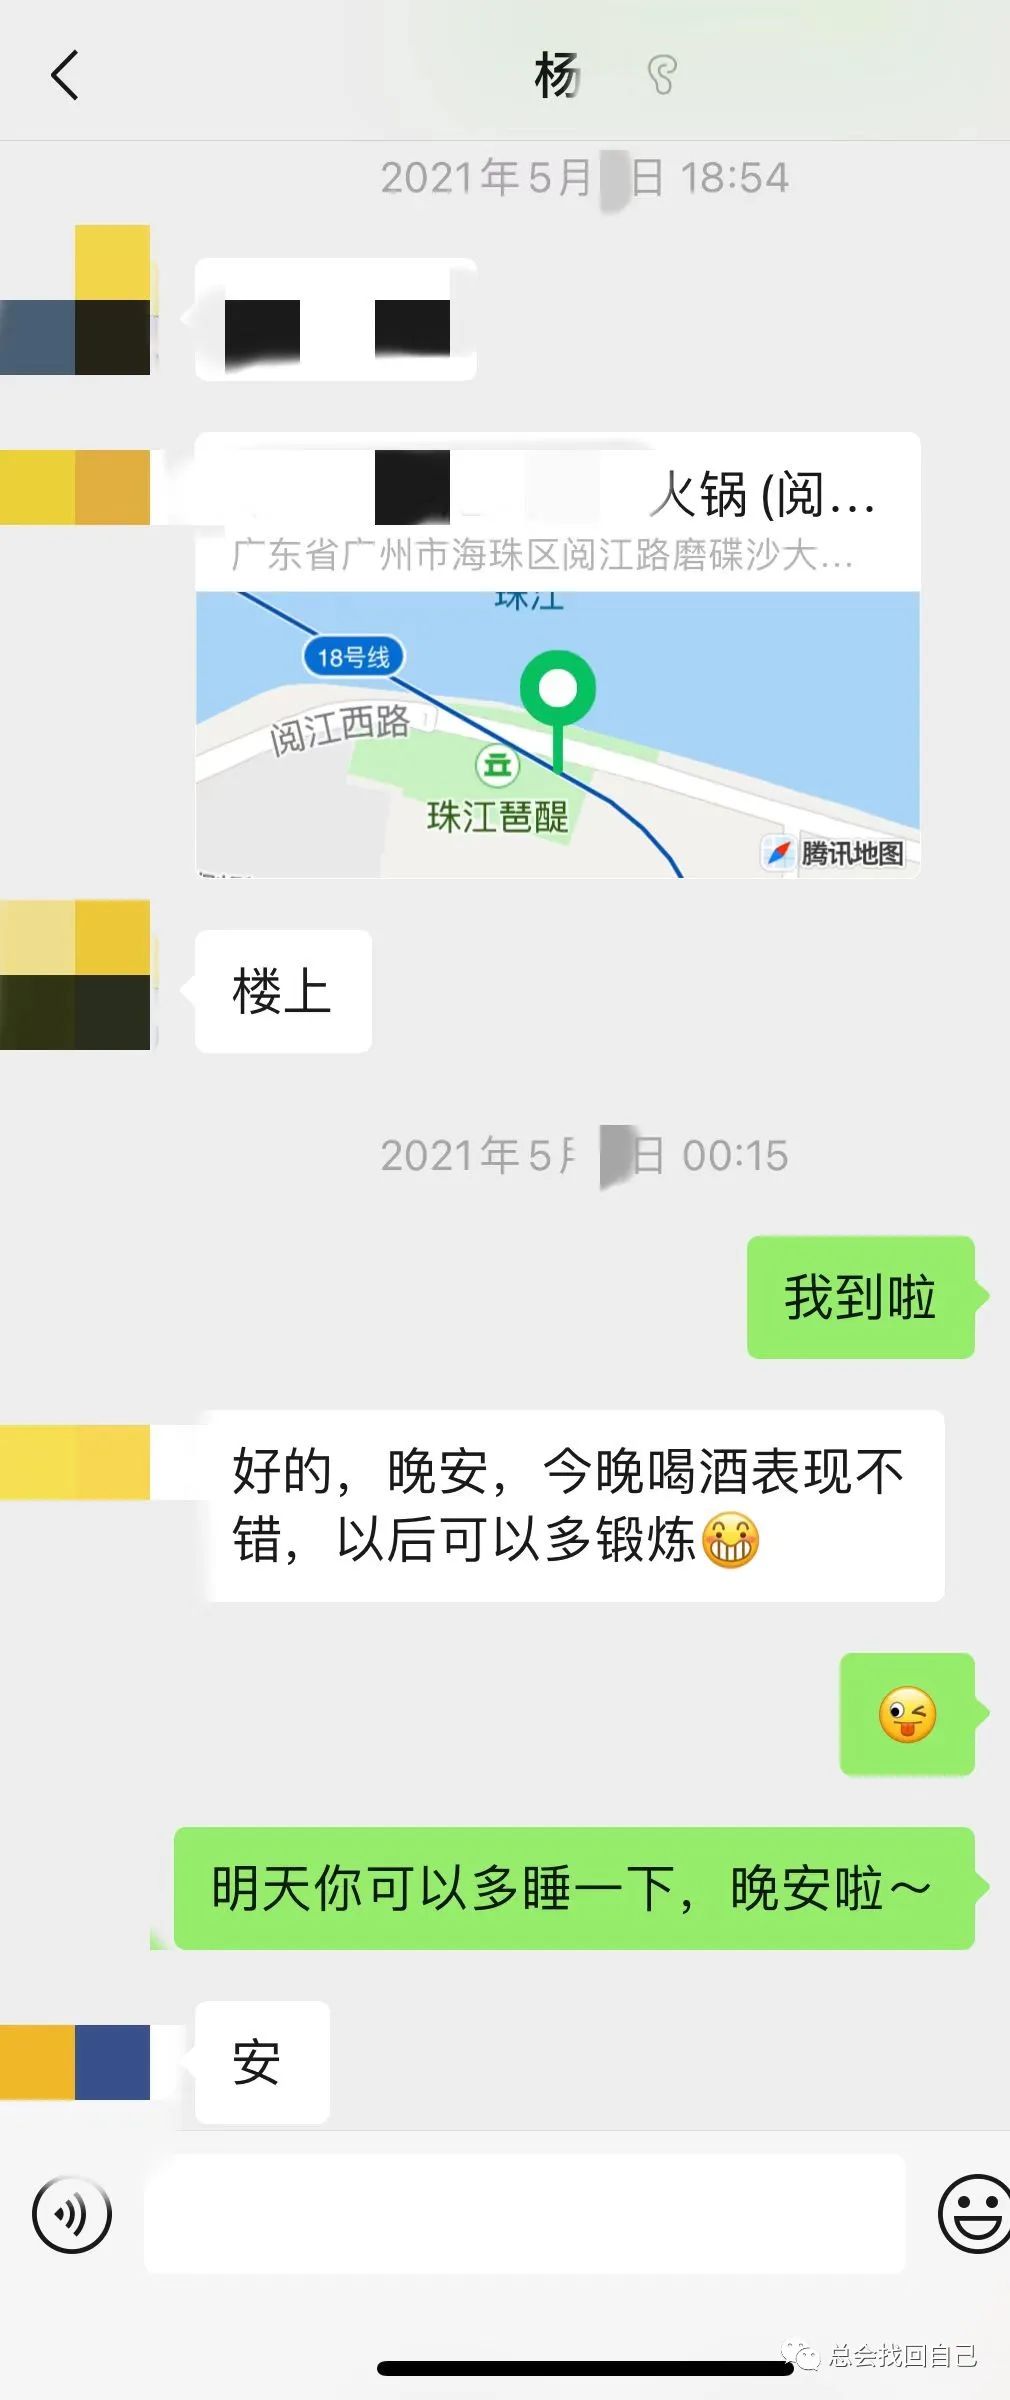 杨
2021年5月 日 18:54
火锅 (阅...
广东省广州市海珠区阅江路磨碟沙大...
珠江
18号线
阅江西路
珠江琶醍
腾讯地图
楼上
2021年5月 日 00:15
我到啦
好的，晚安，今晚喝酒表现不
错，以后可以多锻炼😁
😜
明天你可以多睡一下，晚安啦～
安
总会找回自己